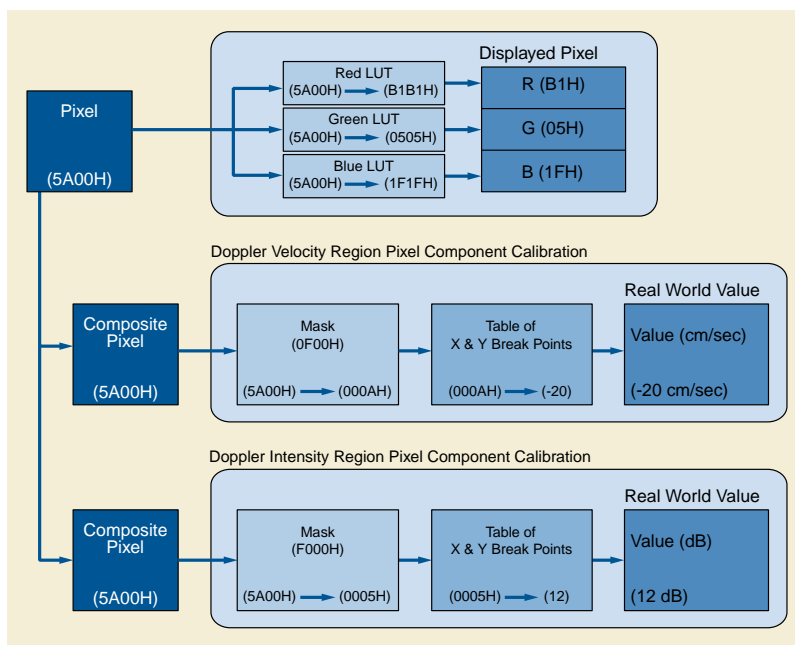 Pixel
(5A00H)
Displayed Pixel
Red LUT
(5A00H) (B1B1H)
R (B1H)
Green LUT
(5A00H) (0505H)
G (05H)
Blue LUT
(5A00H) (1F1FH)
B (1FH)
Doppler Velocity Region Pixel Component Calibration
Composite
Pixel
(5A00H)
Mask
(0F00H)
(5A00H) (000AH)
Table of
X & Y Break Points
(000AH) (-20)
Real World Value
Value (cm/sec)
(-20 cm/sec)
Doppler Intensity Region Pixel Component Calibration
Composite
Pixel
(5A00H)
Mask
(F000H)
(5A00H) (0005H)
Table of
X & Y Break Points
(0005H) (12)
Real World Value
Value (dB)
(12 dB)